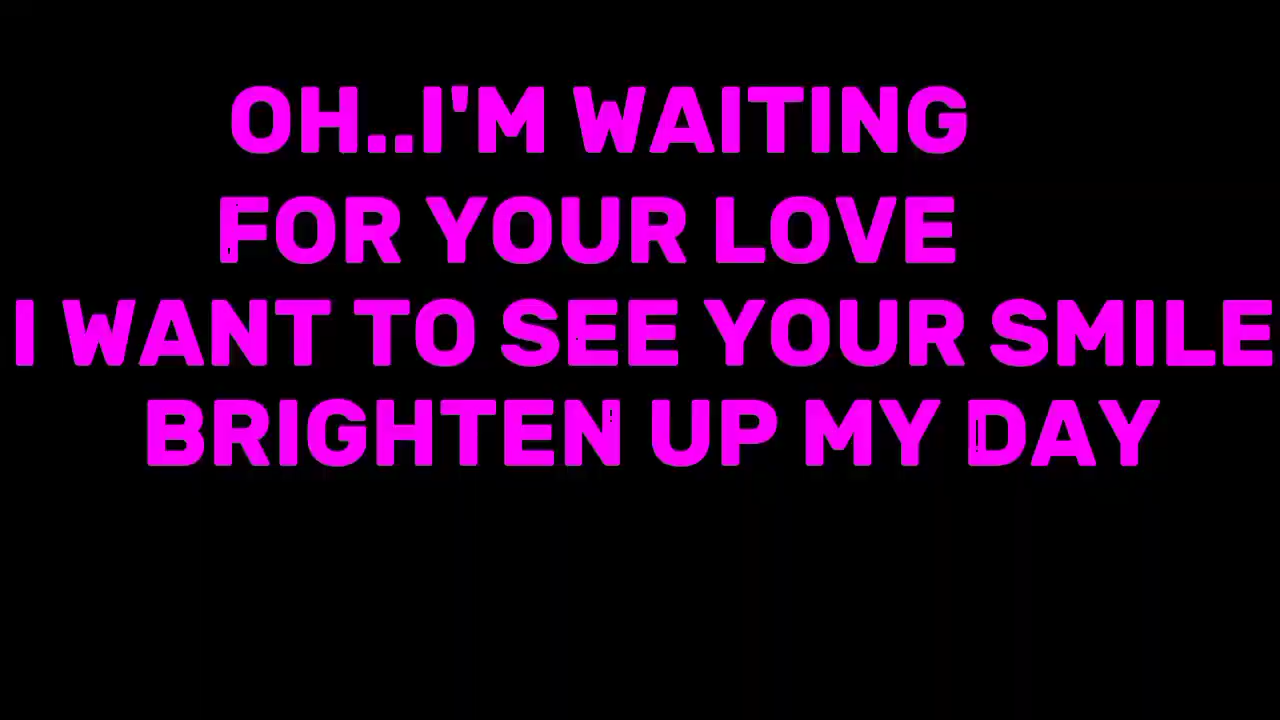 OH..I'M WAITING
FOR YOUR LOVE
I WANT TO SEE YOUR SMILE
BRIGHTEN UP MY DAY